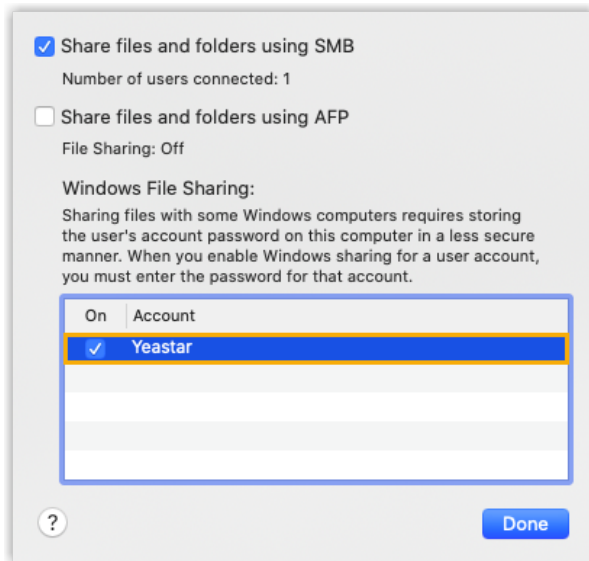 Share files and folders using SMB
Number of users connected: 1
Share files and folders using AFP
File Sharing: Off
Windows File Sharing:
Sharing files with some Windows computers requires storing
the user's account password on this computer in a less secure
manner. When you enable Windows sharing for a user account,
you must enter the password for that account.
On Account
Yeastar
? Done